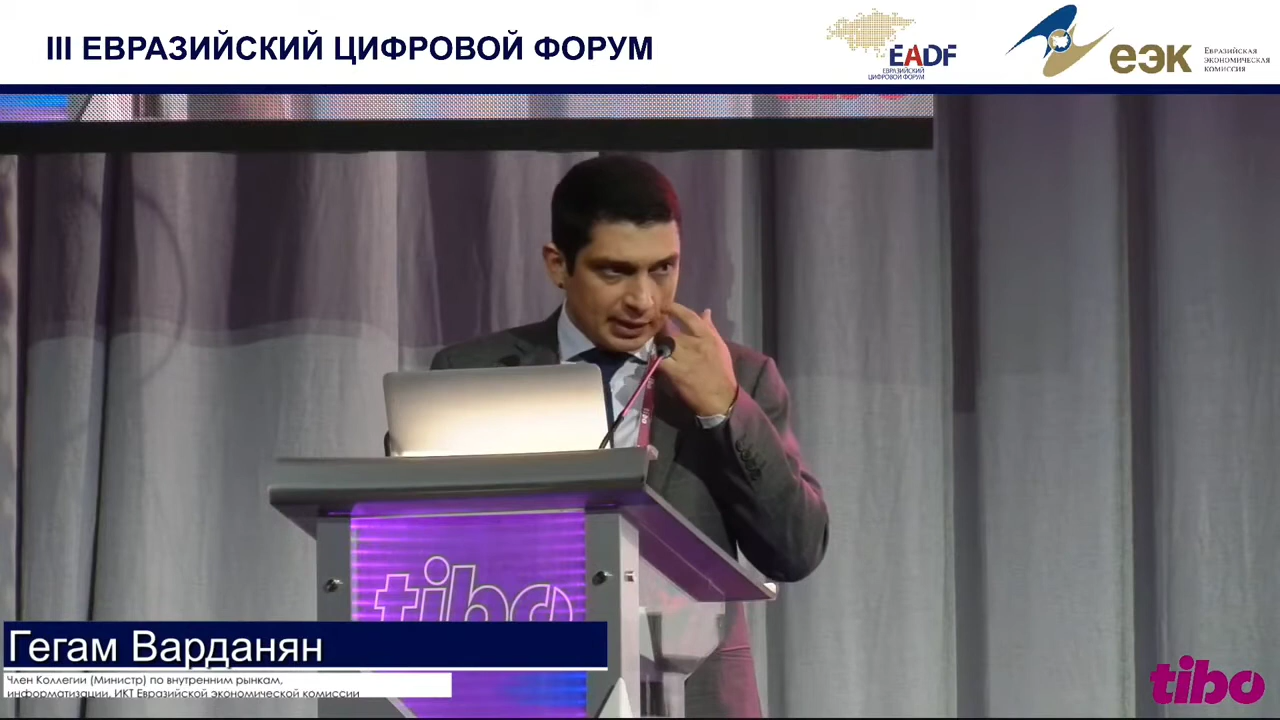 III ЕВРАЗИЙСКИЙ ЦИФРОВОЙ ФОРУМ
EADF
ЕВРАЗИЙСКИЙ
ЦИФРОВОЙ ФОРУМ
ЕЭК
ЕВРАЗИЙСКАЯ
ЭКОНОМИЧЕСКАЯ
КОМИССИЯ
tibo
Гегам Варданян
Член Коллегии (Министр) по внутренним рынкам,
информатизации, ИКТ Евразийской экономической комиссии
tibo